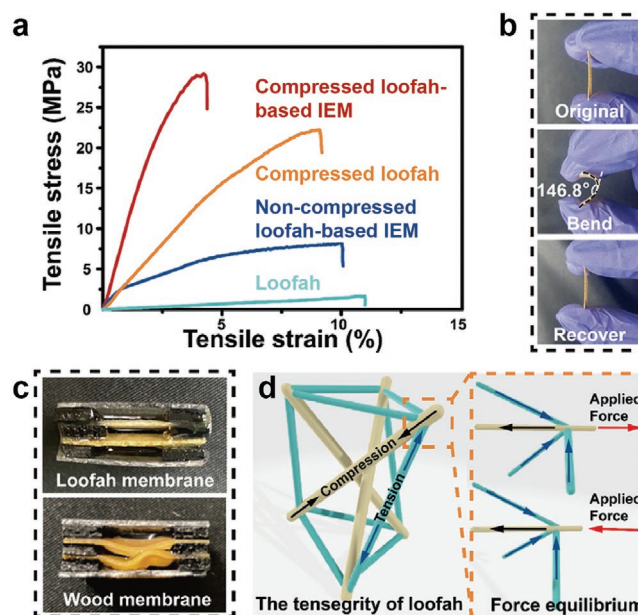 a
Tensile stress (MPa)
30
25
20
15
10
5
0
Compressed loofah-
based IEM
Compressed loofah
Non-compressed
loofah-based IEM
Loofah
5
10
15
Tensile strain (%)
b
Original
146.8°
Bend
Recover
c
Loofah membrane
Wood membrane
d
Compression
Tension
The tensegrity of loofah
Applied
Force
Applied
Force
Force equilibrium